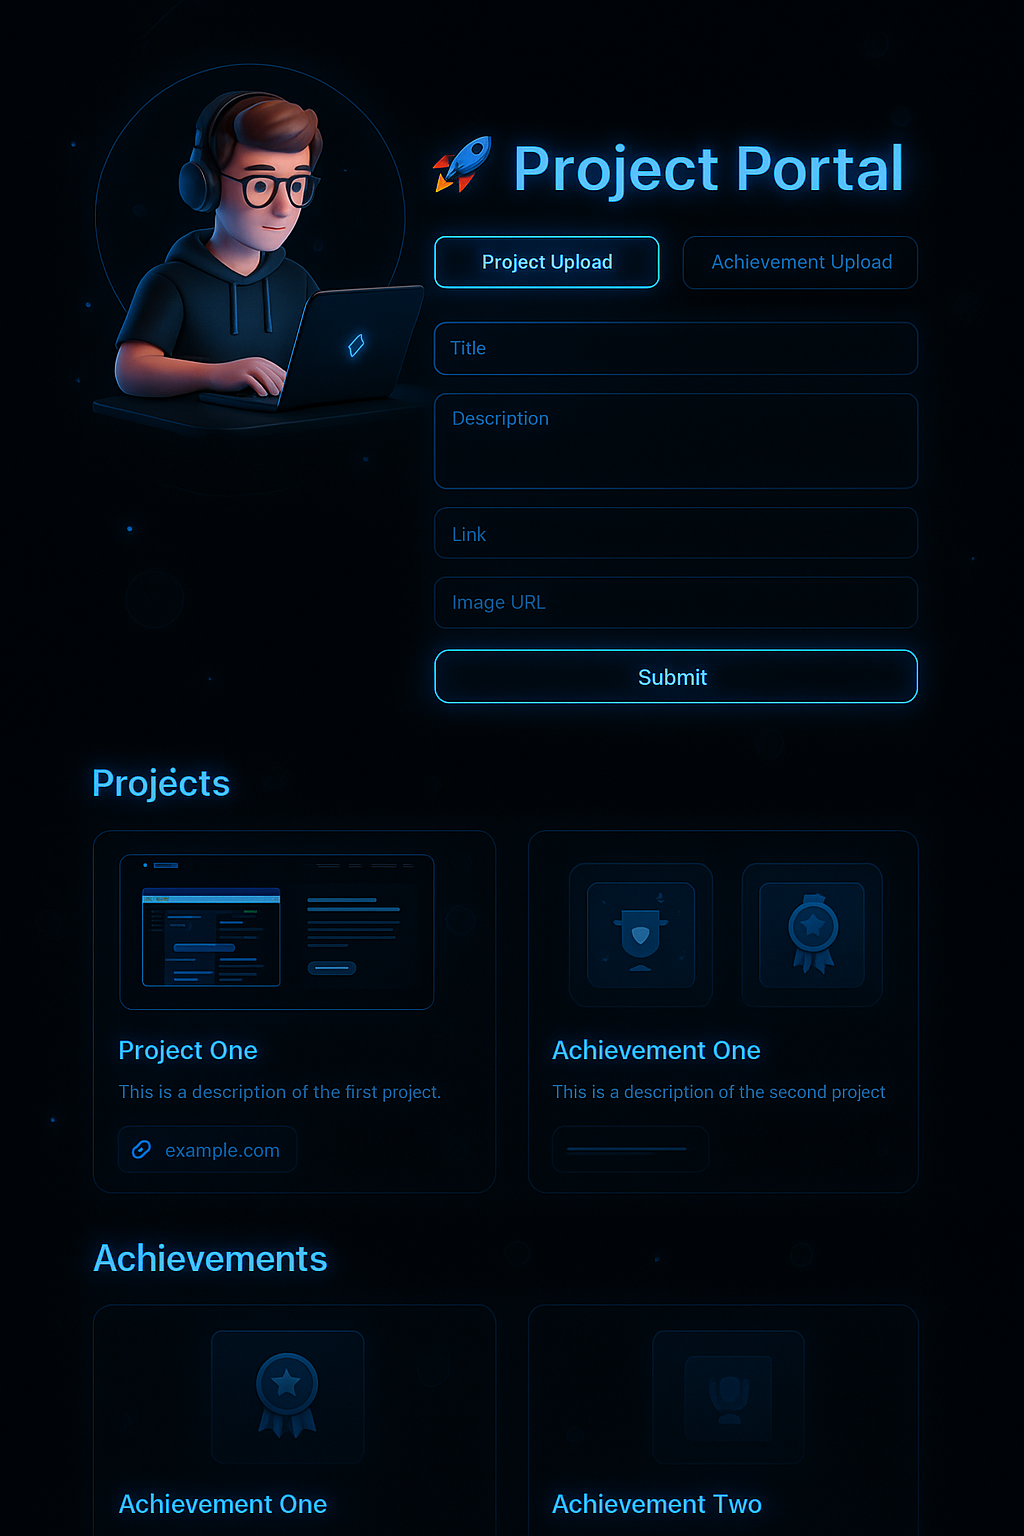 Project Portal
Project Upload
Achievement Upload
Title
Description
Link
Image URL
Submit
Projects
Project One
This is a description of the first project.
example.com
Achievement One
This is a description of the second project
Achievements
Achievement One
Achievement Two